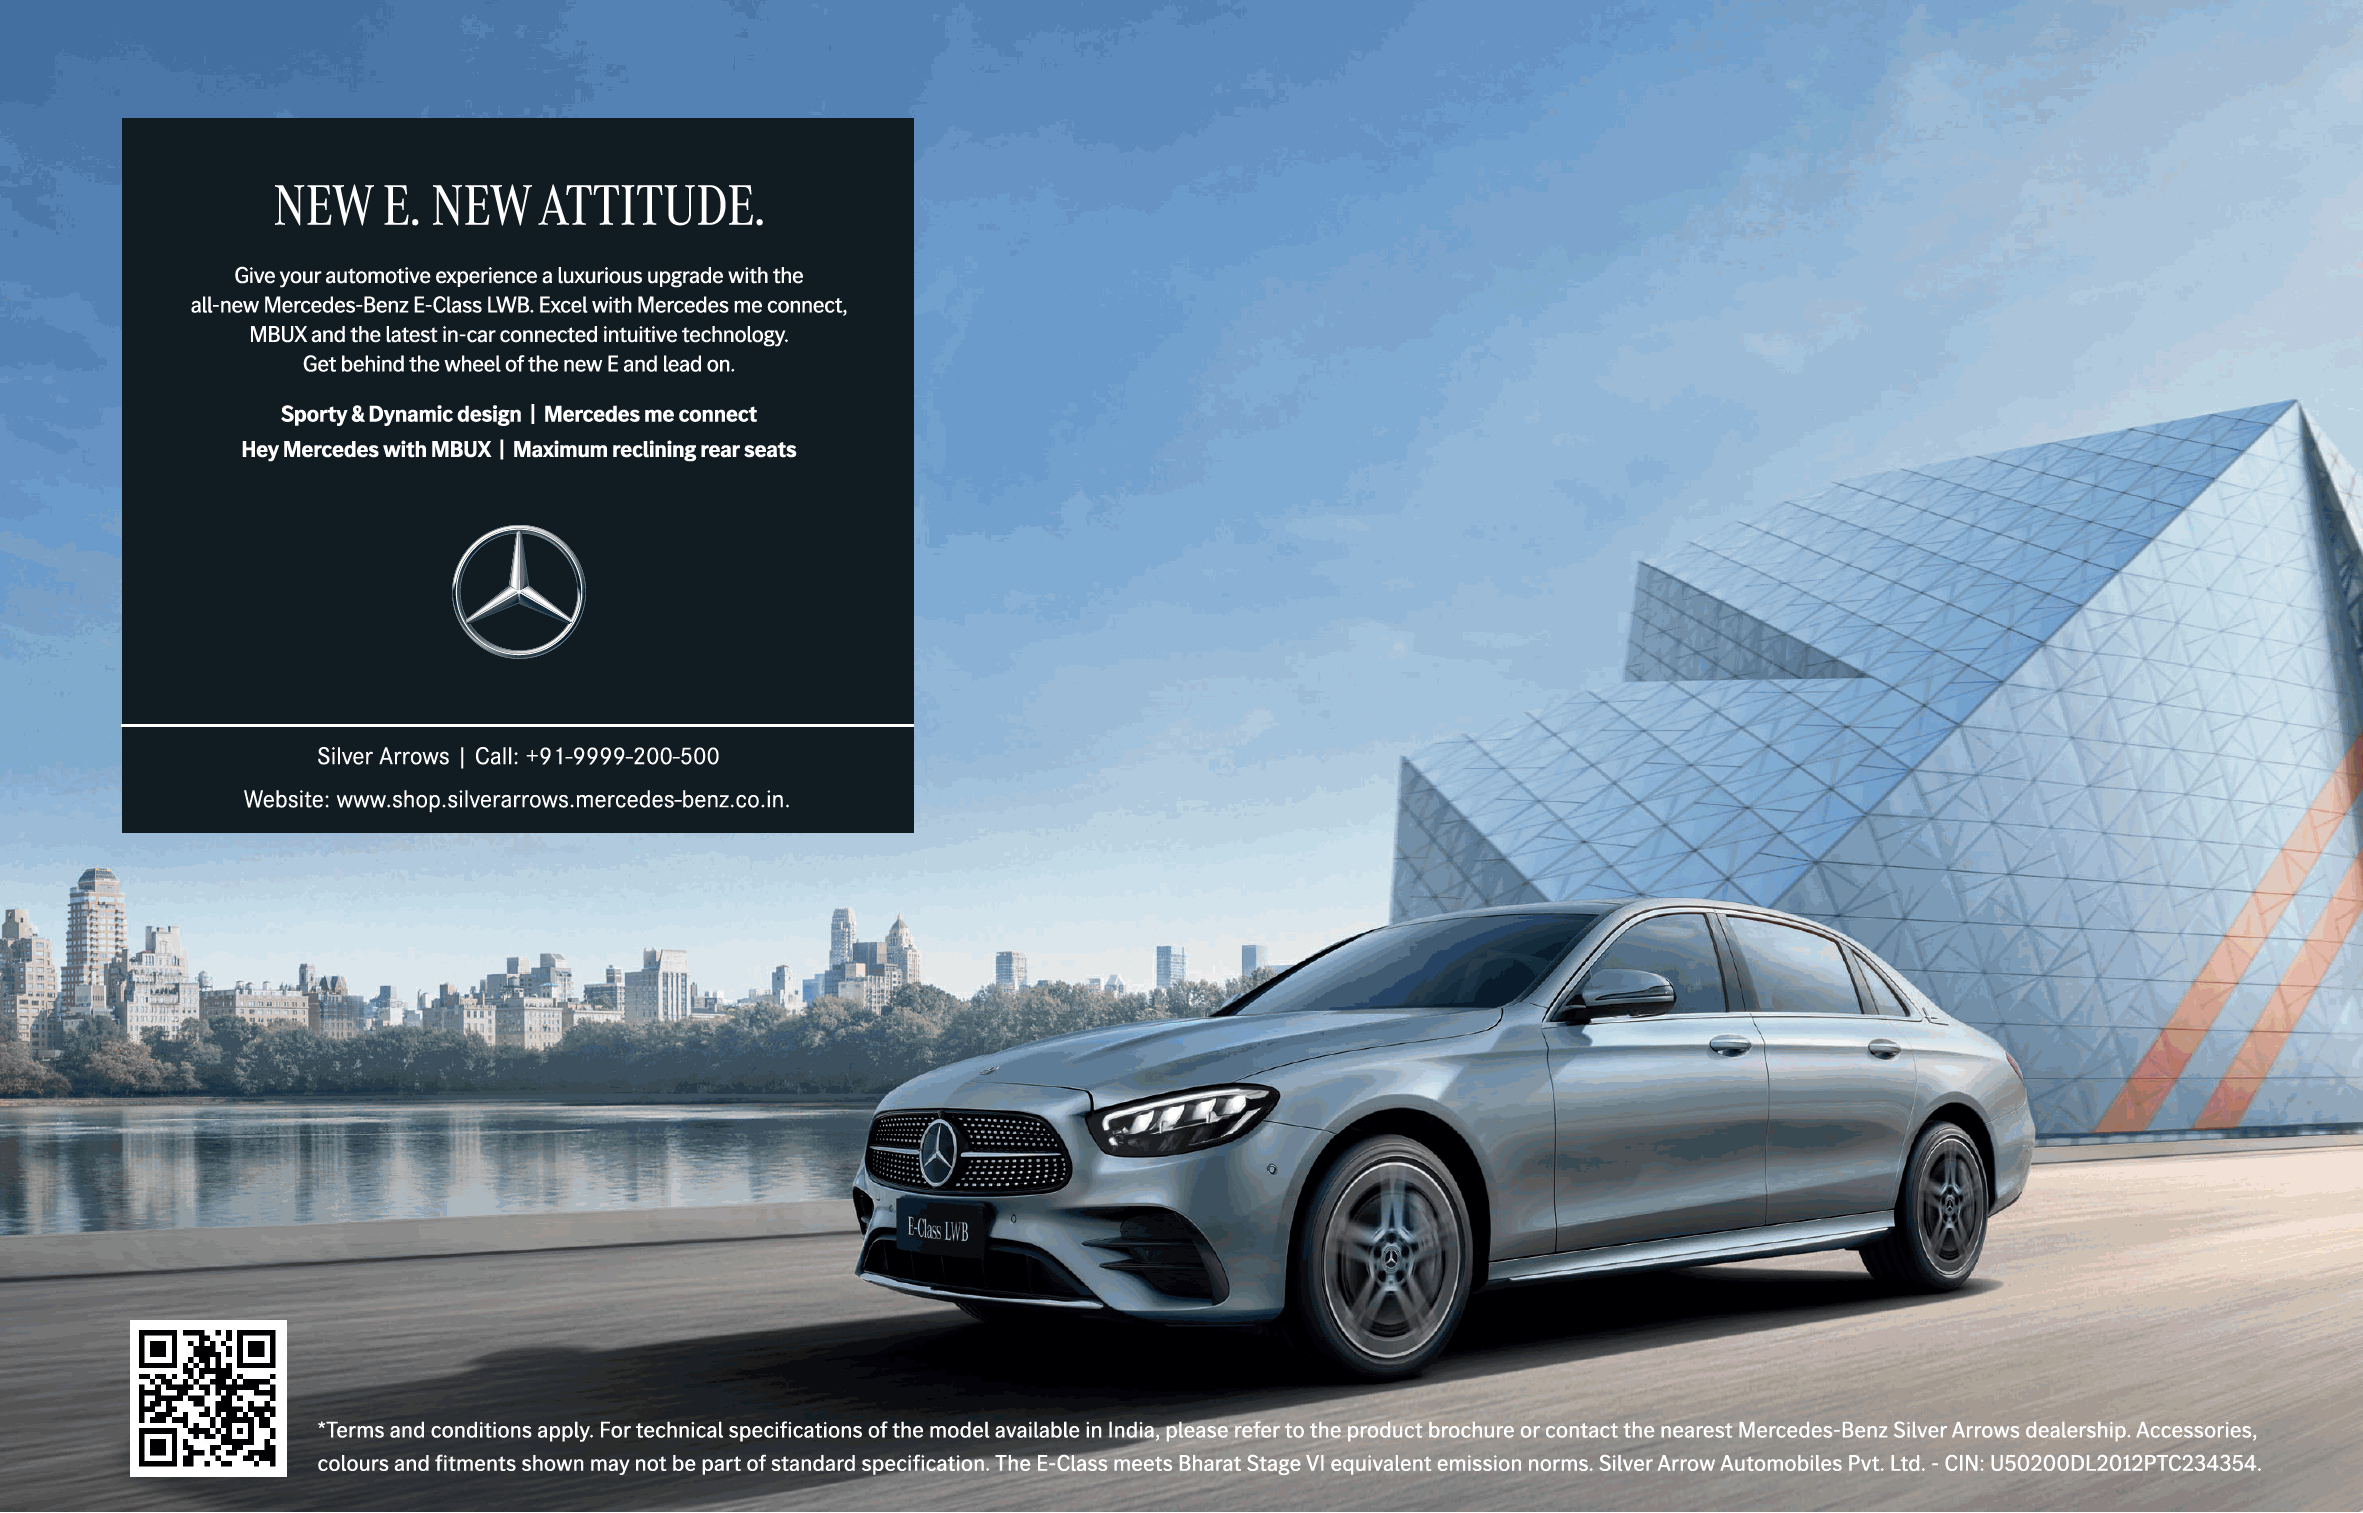 NEW E. NEW ATTITUDE.
Give your automotive experience a luxurious upgrade with the
all-new Mercedes-Benz E-Class LWB. Excel with Mercedes me connect,
MBUX and the latest in-car connected intuitive technology.
Get behind the wheel of the new E and lead on.
Sporty & Dynamic design | Mercedes me connect
Hey Mercedes with MBUX | Maximum reclining rear seats
Silver Arrows | Call: +91-9999-200-500
Website: www.shop.silverarrows.mercedes-benz.co.in.
E-Class LWB
*Terms and conditions apply. For technical specifications of the model available in India, please refer to the product brochure or contact the nearest Mercedes-Benz Silver Arrows dealership. Accessories,
colours and fitments shown may not be part of standard specification. The E-Class meets Bharat Stage VI equivalent emission norms. Silver Arrow Automobiles Pvt. Ltd. - CIN: U50200DL2012PTC234354.